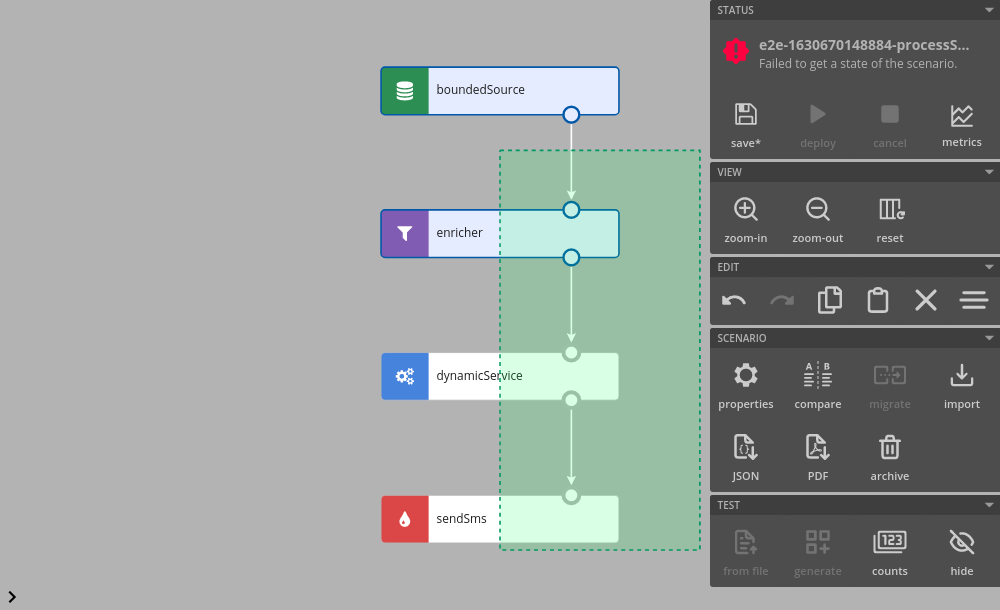 boundedSource
enricher
dynamicService
sendSms
STATUS
e2e-1630670148884-processS...
Failed to get a state of the scenario.
save* deploy cancel metrics
VIEW
zoom-in zoom-out reset
EDIT
SCENARIO
A B
properties compare migrate import
{}
JSON PDF archive
TEST
123
from file generate counts hide